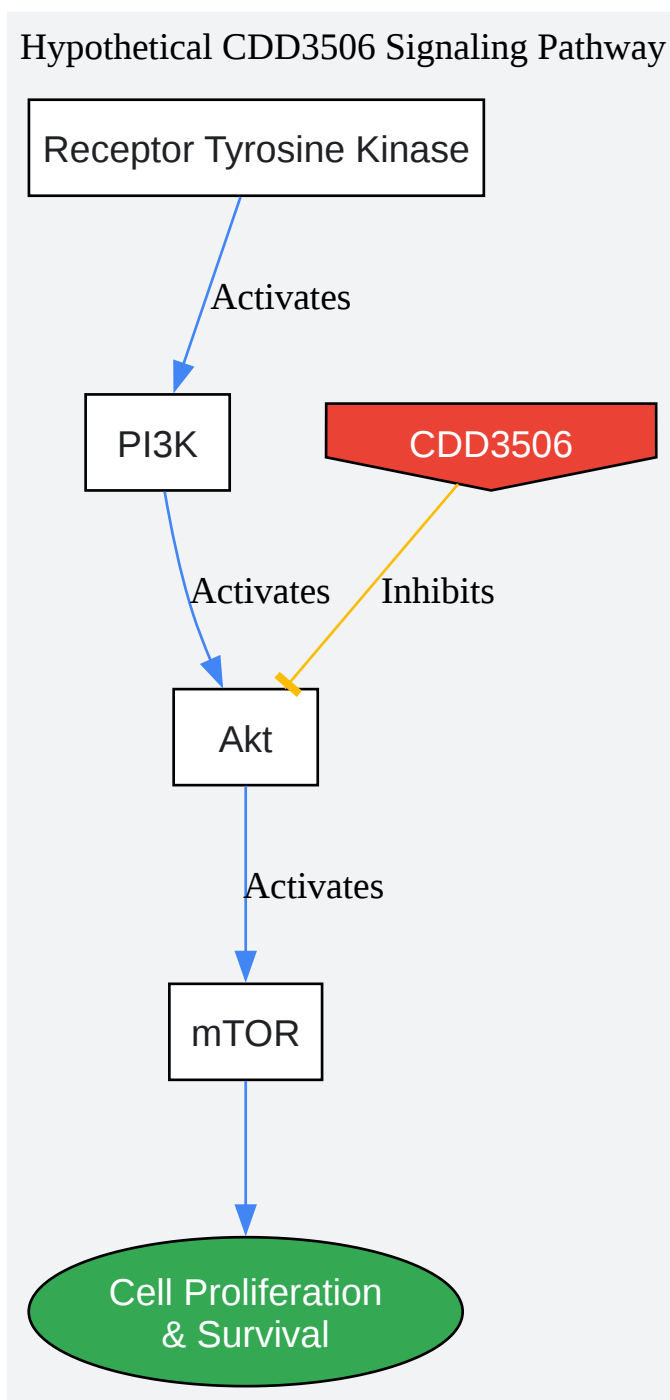 Hypothetical CDD3506 Signaling Pathway
Receptor Tyrosine Kinase
Activates
PI3K
CDD3506
Activates
Inhibits
Akt
Activates
mTOR
Cell Proliferation
& Survival